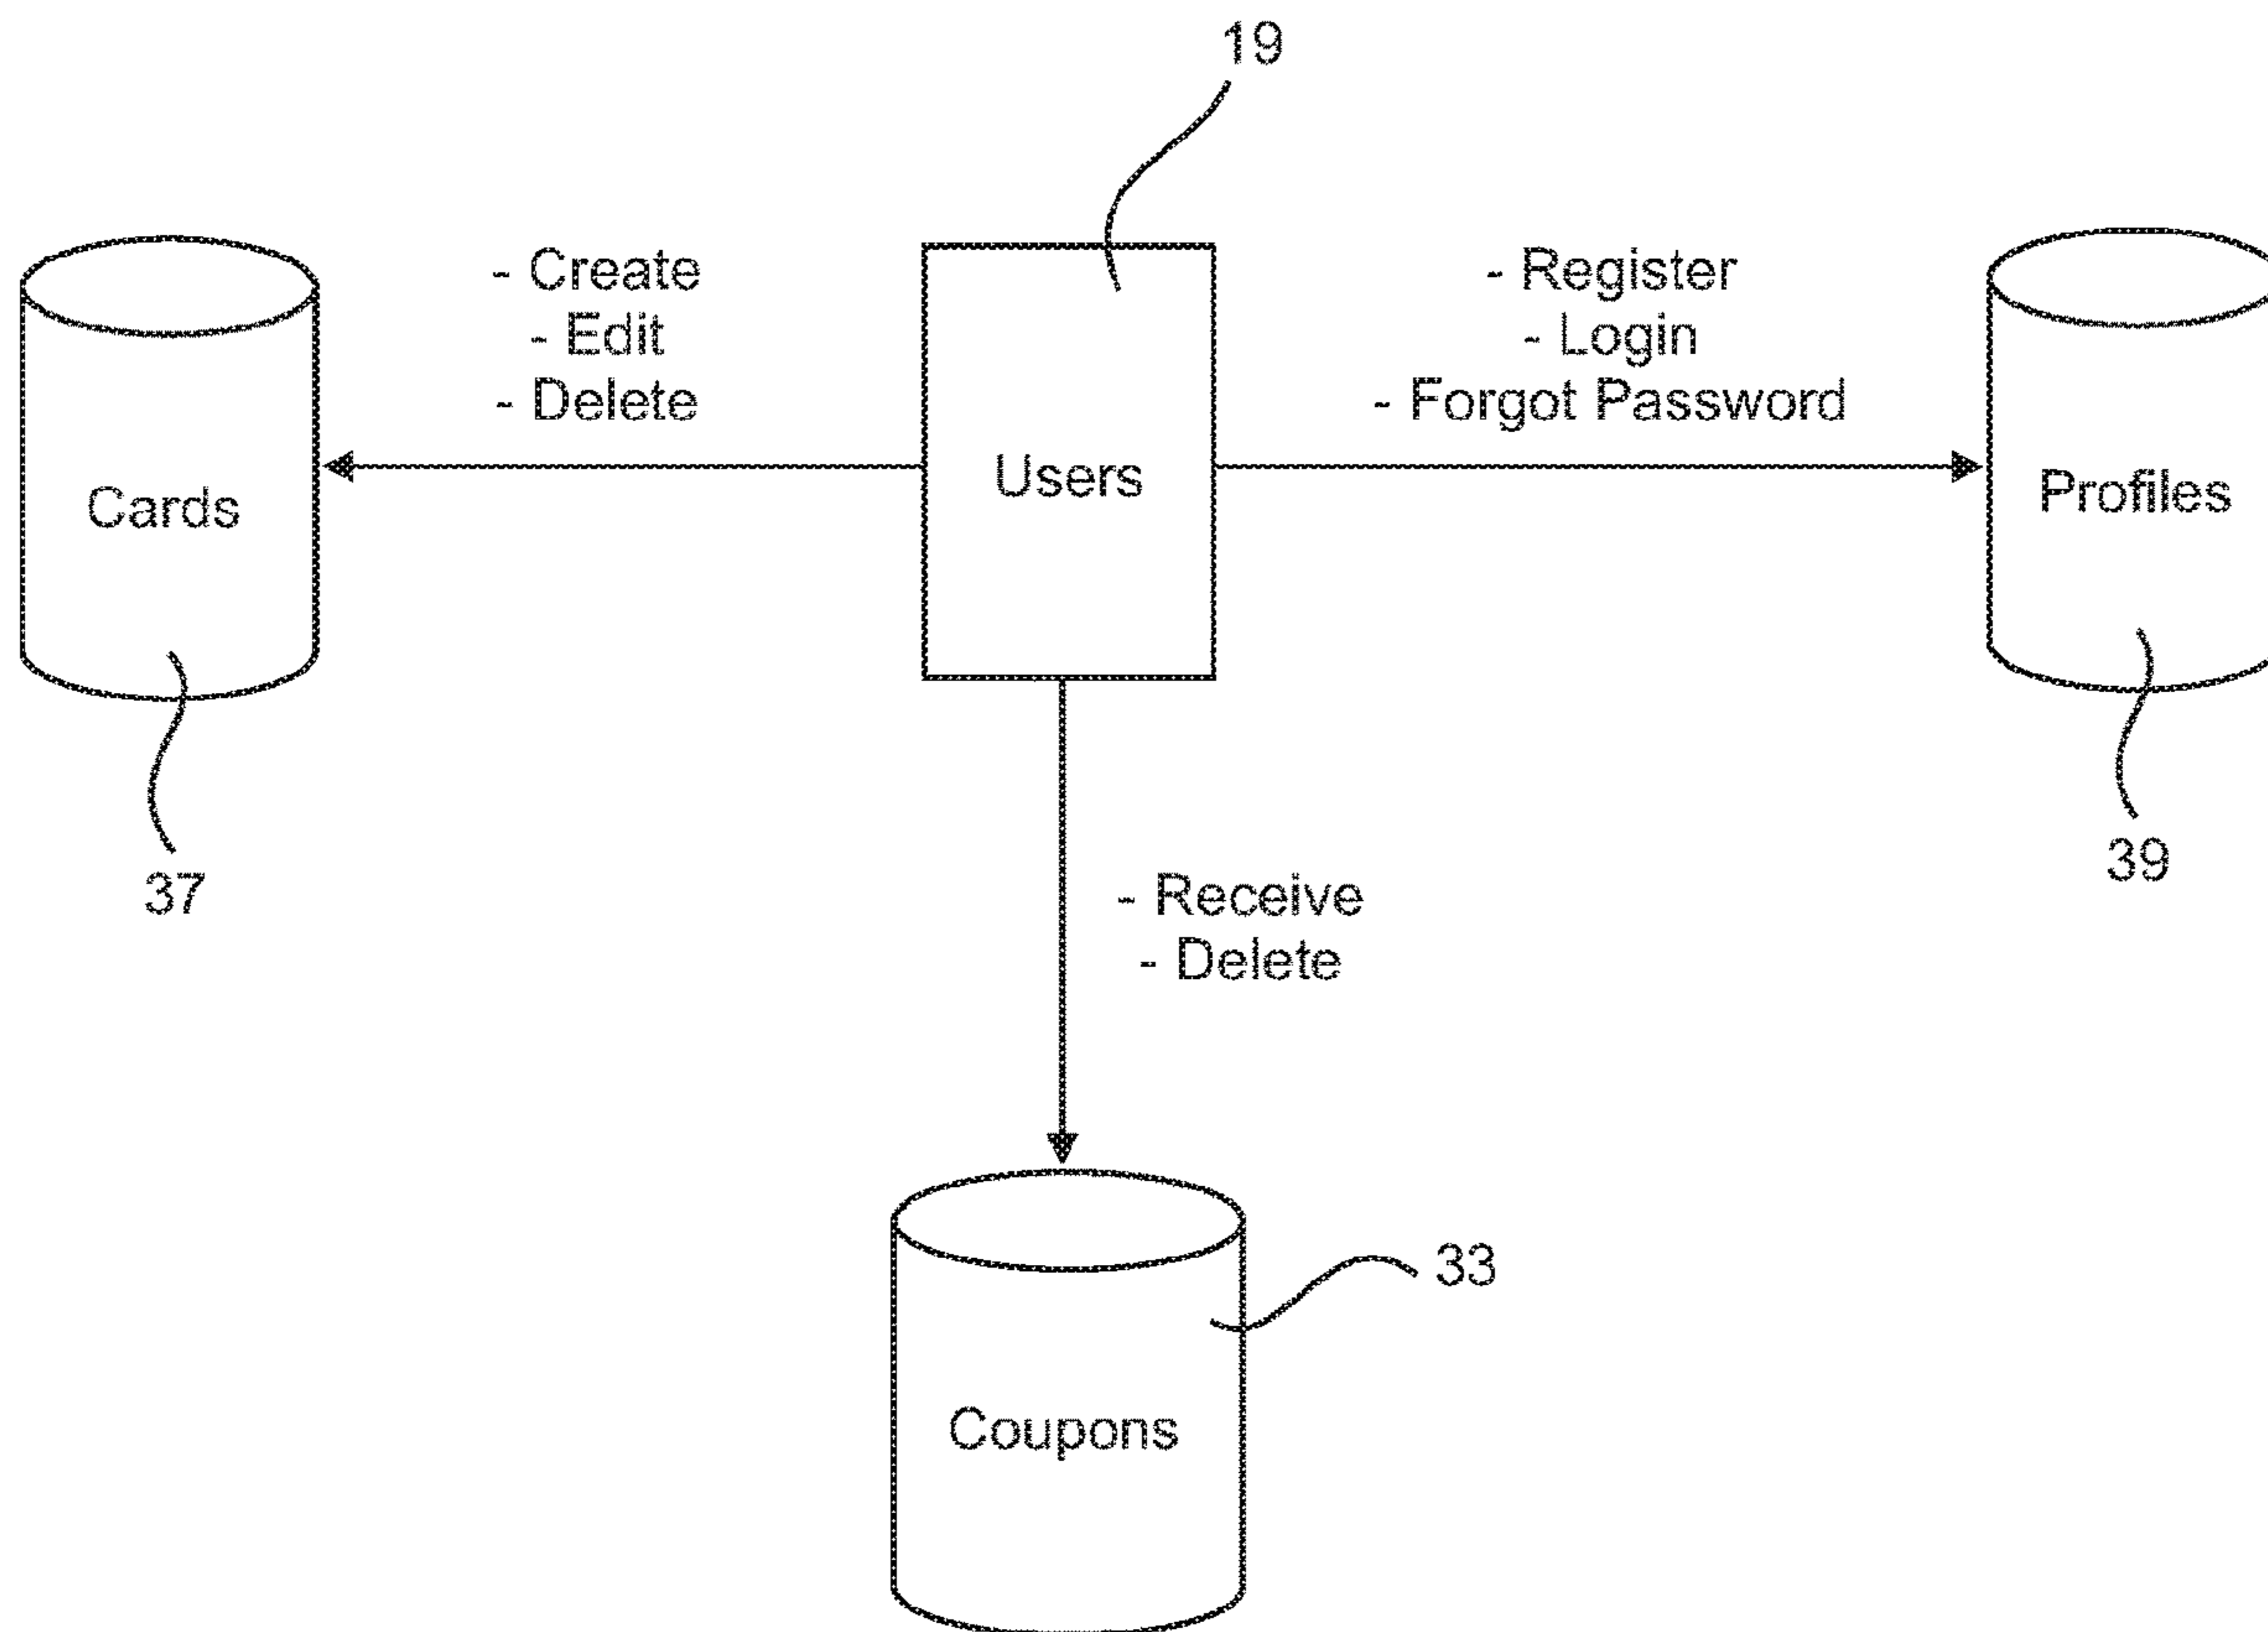 19
- Create
- Edit
- Delete
- Register
- Login
- Forgot Password
Cards
Users
Profiles
37
39
- Receive
- Delete
33
Coupons